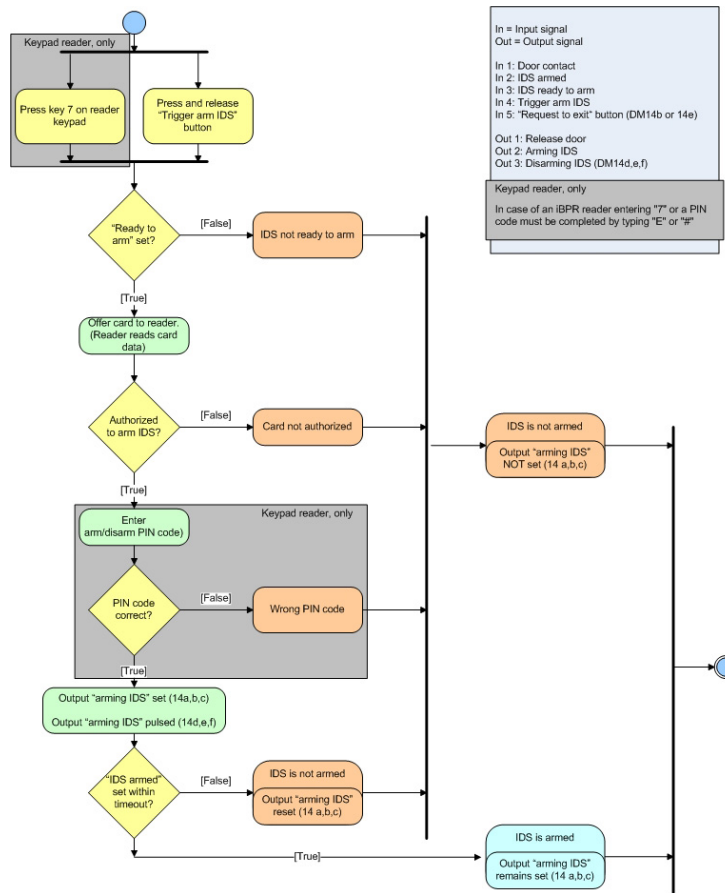 Keypad reader, only
Press key 7 on reader
keypad
Press and release
“Trigger arm IDS”
button
In = Input signal
Out = Output signal
In 1: Door contact
In 2: IDS armed
In 3: IDS ready to arm
In 4: Trigger arm IDS
In 5: “Request to exit“ button (DM14b or 14e)
Out 1: Release door
Out 2: Arming IDS
Out 3: Disarming IDS (DM14d,e,f)
Keypad reader, only
In case of an iBPR reader entering "7" or a PIN
code must be completed by typing "E" or "#"
“Ready to
arm” set?
[False]
IDS not ready to arm
[True]
Offer card to reader.
(Reader reads card
data)
Authorized
to arm IDS?
[False]
Card not authorized
IDS is not armed
Output “arming IDS”
NOT set (14 a,b,c)
[True]
Keypad reader, only
Enter
arm/disarm PIN code)
PIN code
correct?
[False]
Wrong PIN code
[True]
Output “arming IDS” set (14a,b,c)
Output “arming IDS” pulsed (14d,e,f)
“IDS armed”
set within
timeout?
[False]
IDS is not armed
Output “arming IDS”
reset (14 a,b,c)
[True]
IDS is armed
Output “arming IDS”
remains set (14 a,b,c)